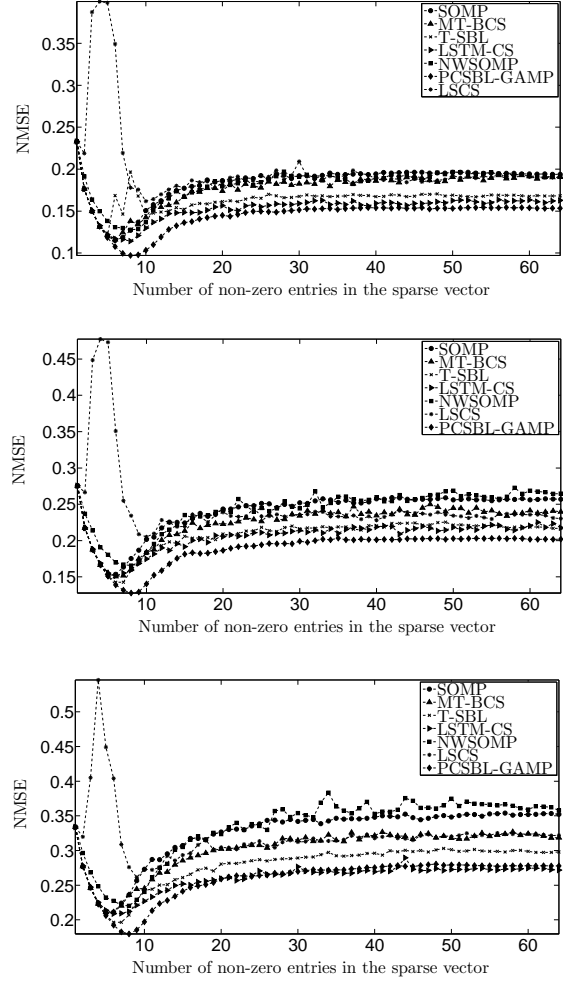 0.4
0.35
0.3
0.25
0.2
0.15
0.1
NMSE
SOMP
MT-BCS
T-SBL
LSTM-CS
NWSOMP
PCSBL-GAMP
LSCS
10 20 30 40 50 60
Number of non-zero entries in the sparse vector
0.45
0.4
0.35
0.3
0.25
0.2
0.15
NMSE
SOMP
MT-BCS
T-SBL
LSTM-CS
NWSOMP
LSCS
PCSBL-GAMP
10 20 30 40 50 60
Number of non-zero entries in the sparse vector
0.5
0.45
0.4
0.35
0.3
0.25
0.2
NMSE
SOMP
MT-BCS
T-SBL
LSTM-CS
NWSOMP
LSCS
PCSBL-GAMP
10 20 30 40 50 60
Number of non-zero entries in the sparse vector